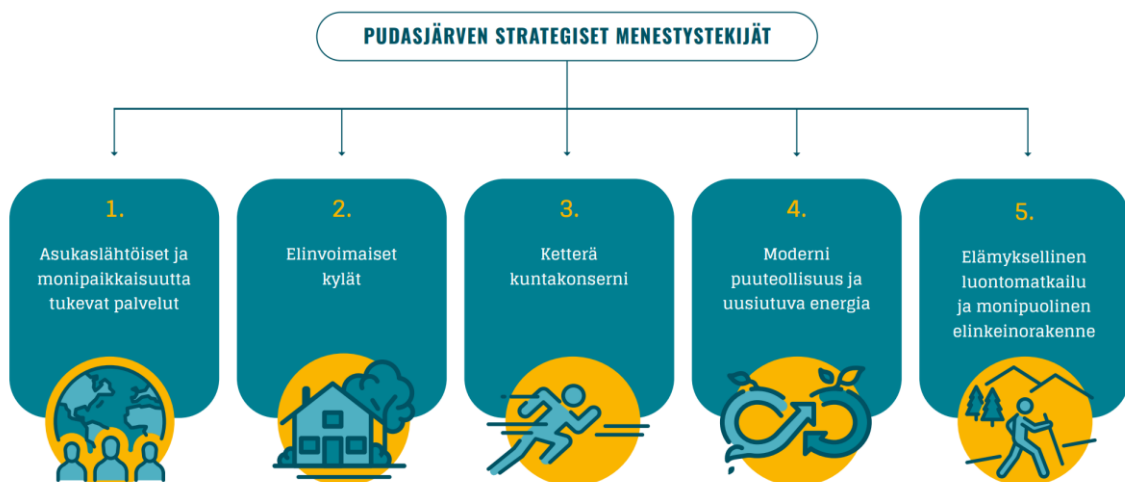 PUDASJÄRVEN STRATEGISET MENESTYSTEKIJÄT
1.
Asukaslähtöiset ja
monipaikkaisuutta
tukevat palvelut
2.
Elinvoimaiset
kylät
3.
Ketterä
kuntakonserni
4.
Moderni
puuteollisuus ja
uusiutuva energia
5.
Elämyksellinen
luontomatkailu
ja monipuolinen
elinkeinorakenne